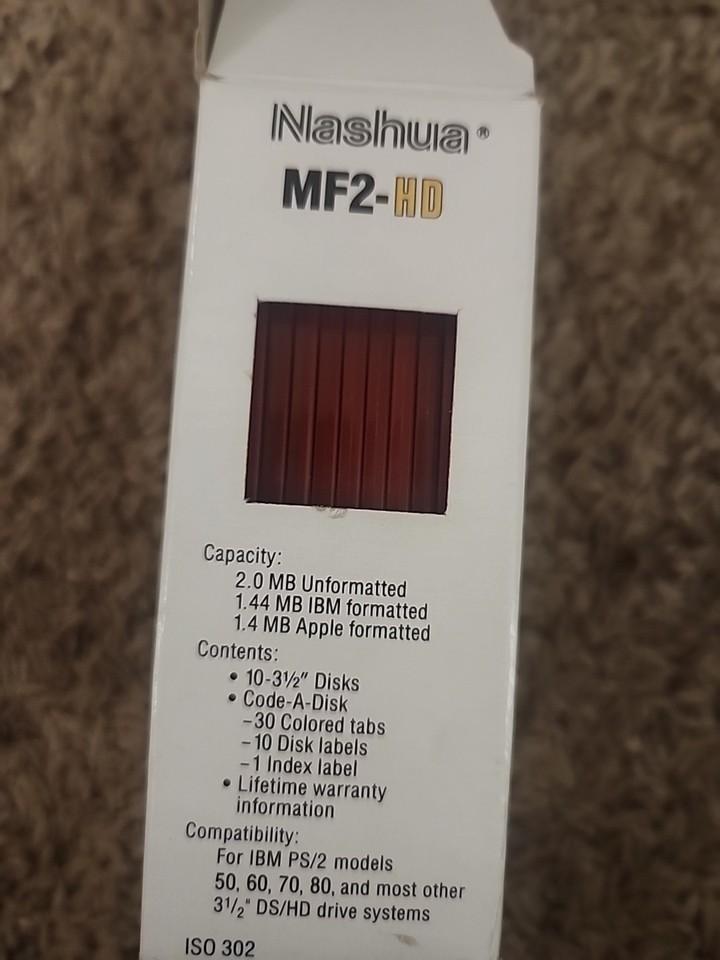 Nashua®
MF2-HD
Capacity:
2.0 MB Unformatted
1.44 MB IBM formatted
1.4 MB Apple formatted
Contents:
• 10-3½" Disks
• Code-A-Disk
–30 Colored tabs
–10 Disk labels
–1 Index label
• Lifetime warranty
information
Compatibility:
For IBM PS/2 models
50, 60, 70, 80, and most other
3½" DS/HD drive systems
ISO 302